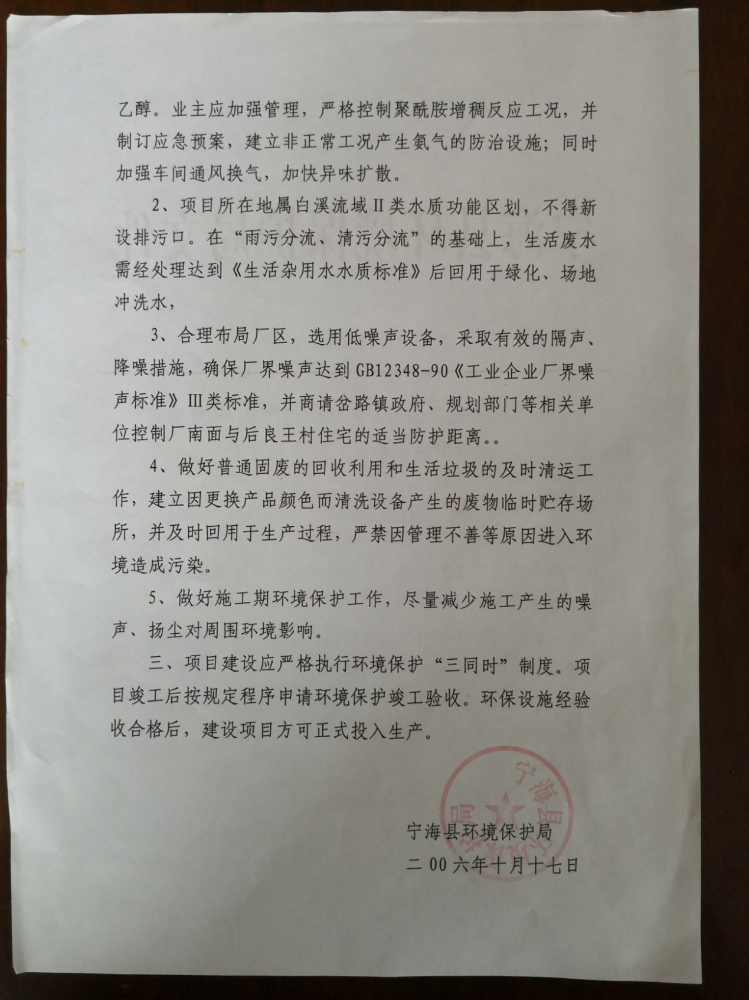 乙醇。业主应加强管理，严格控制聚酰胺增稠反应工况，并
制订应急预案，建立非正常工况产生氨气的防治设施；同时
加强车间通风换气，加快异味扩散。
2、项目所在地属白溪流域II类水质功能区划，不得新
设排污口。在“雨污分流、清污分流”的基础上，生活废水
需经处理达到《生活杂用水水质标准》后回用于绿化、场地
冲洗水，
3、合理布局厂区，选用低噪声设备，采取有效的隔声、
降噪措施，确保厂界噪声达到GB12348-90《工业企业厂界噪
声标准》III类标准，并商请岔路镇政府、规划部门等相关单
位控制厂南面与后良王村住宅的适当防护距离。。
4、做好普通固废的回收利用和生活垃圾的及时清运工
作，建立因更换产品颜色而清洗设备产生的废物临时贮存场
所，并及时回用于生产过程，严禁因管理不善等原因进入环
境造成污染。
5、做好施工期环境保护工作，尽量减少施工产生的噪
声、扬尘对周围环境影响。
三、项目建设应严格执行环境保护“三同时”制度。项
目竣工后按规定程序申请环境保护竣工验收。环保设施经验
收合格后，建设项目方可正式投入生产。
宁海县环境保护局
宁海县环境保护局
二00六年十月十七日